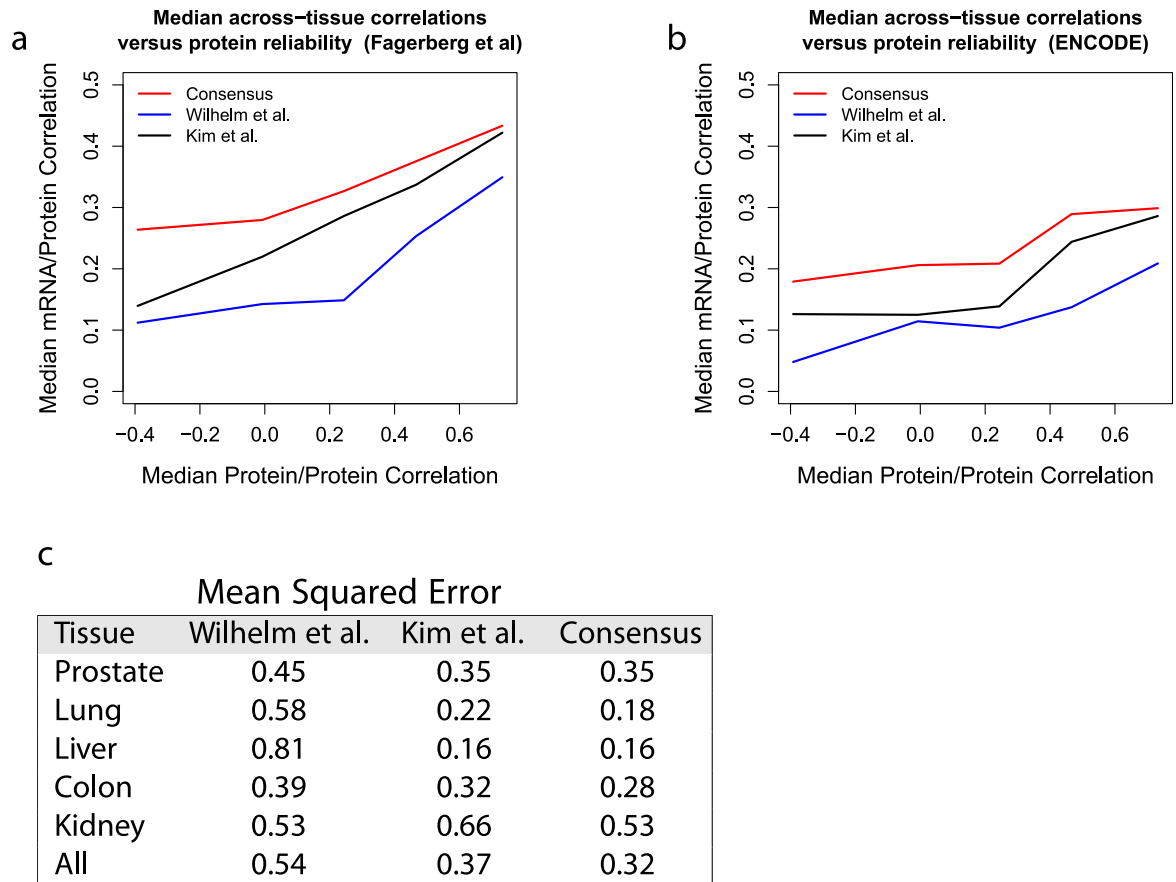 a
Median across−tissue correlations
versus protein reliability (Fagerberg et al)
Consensus
Wilhelm et al.
Kim et al.
Median mRNA/Protein Correlation
0.5
0.4
0.3
0.2
0.1
0.0
−0.4 −0.2 0.0 0.2 0.4 0.6
Median Protein/Protein Correlation
b
Median across−tissue correlations
versus protein reliability (ENCODE)
Consensus
Wilhelm et al.
Kim et al.
Median mRNA/Protein Correlation
0.5
0.4
0.3
0.2
0.1
0.0
−0.4 −0.2 0.0 0.2 0.4 0.6
Median Protein/Protein Correlation
c
Mean Squared Error
Tissue Wilhelm et al. Kim et al. Consensus
Prostate 0.45 0.35 0.35
Lung 0.58 0.22 0.18
Liver 0.81 0.16 0.16
Colon 0.39 0.32 0.28
Kidney 0.53 0.66 0.53
All 0.54 0.37 0.32